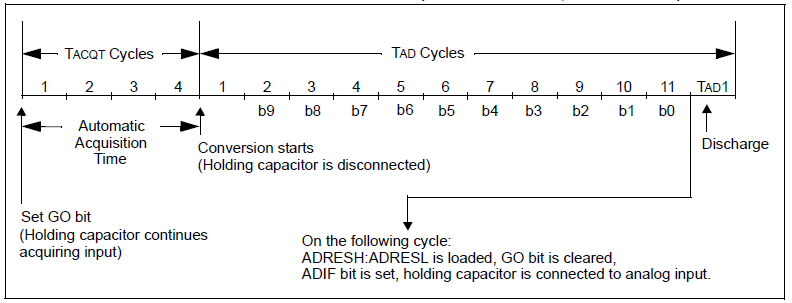 TACQT Cycles TAD Cycles
1 2 3 4 1 2 3 4 5 6 7 8 9 10 11 TAD1
b9 b8 b7 b6 b5 b4 b3 b2 b1 b0
Automatic
Acquisition
Time
Conversion starts
(Holding capacitor is disconnected)
Discharge
Set GO bit
(Holding capacitor continues
acquiring input)
On the following cycle:
ADRESH:ADRESL is loaded, GO bit is cleared,
ADIF bit is set, holding capacitor is connected to analog input.